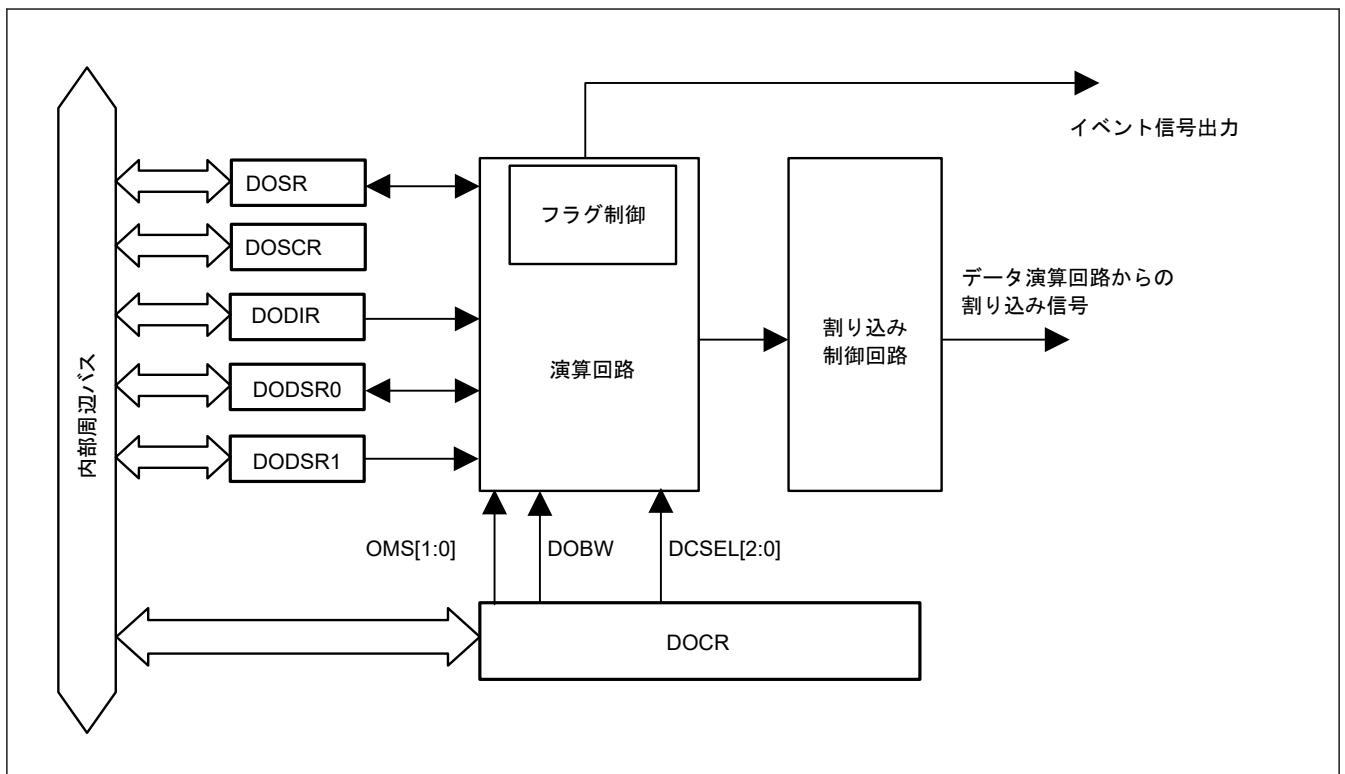 イベント信号出力
DOSR
フラグ制御
DOSCR
データ演算回路からの
割り込み信号
DODIR
割り込み
制御回路
演算回路
内部周辺バス
DODSR0
DODSR1
OMS[1:0]
DOBW
DCSEL[2:0]
DOCR